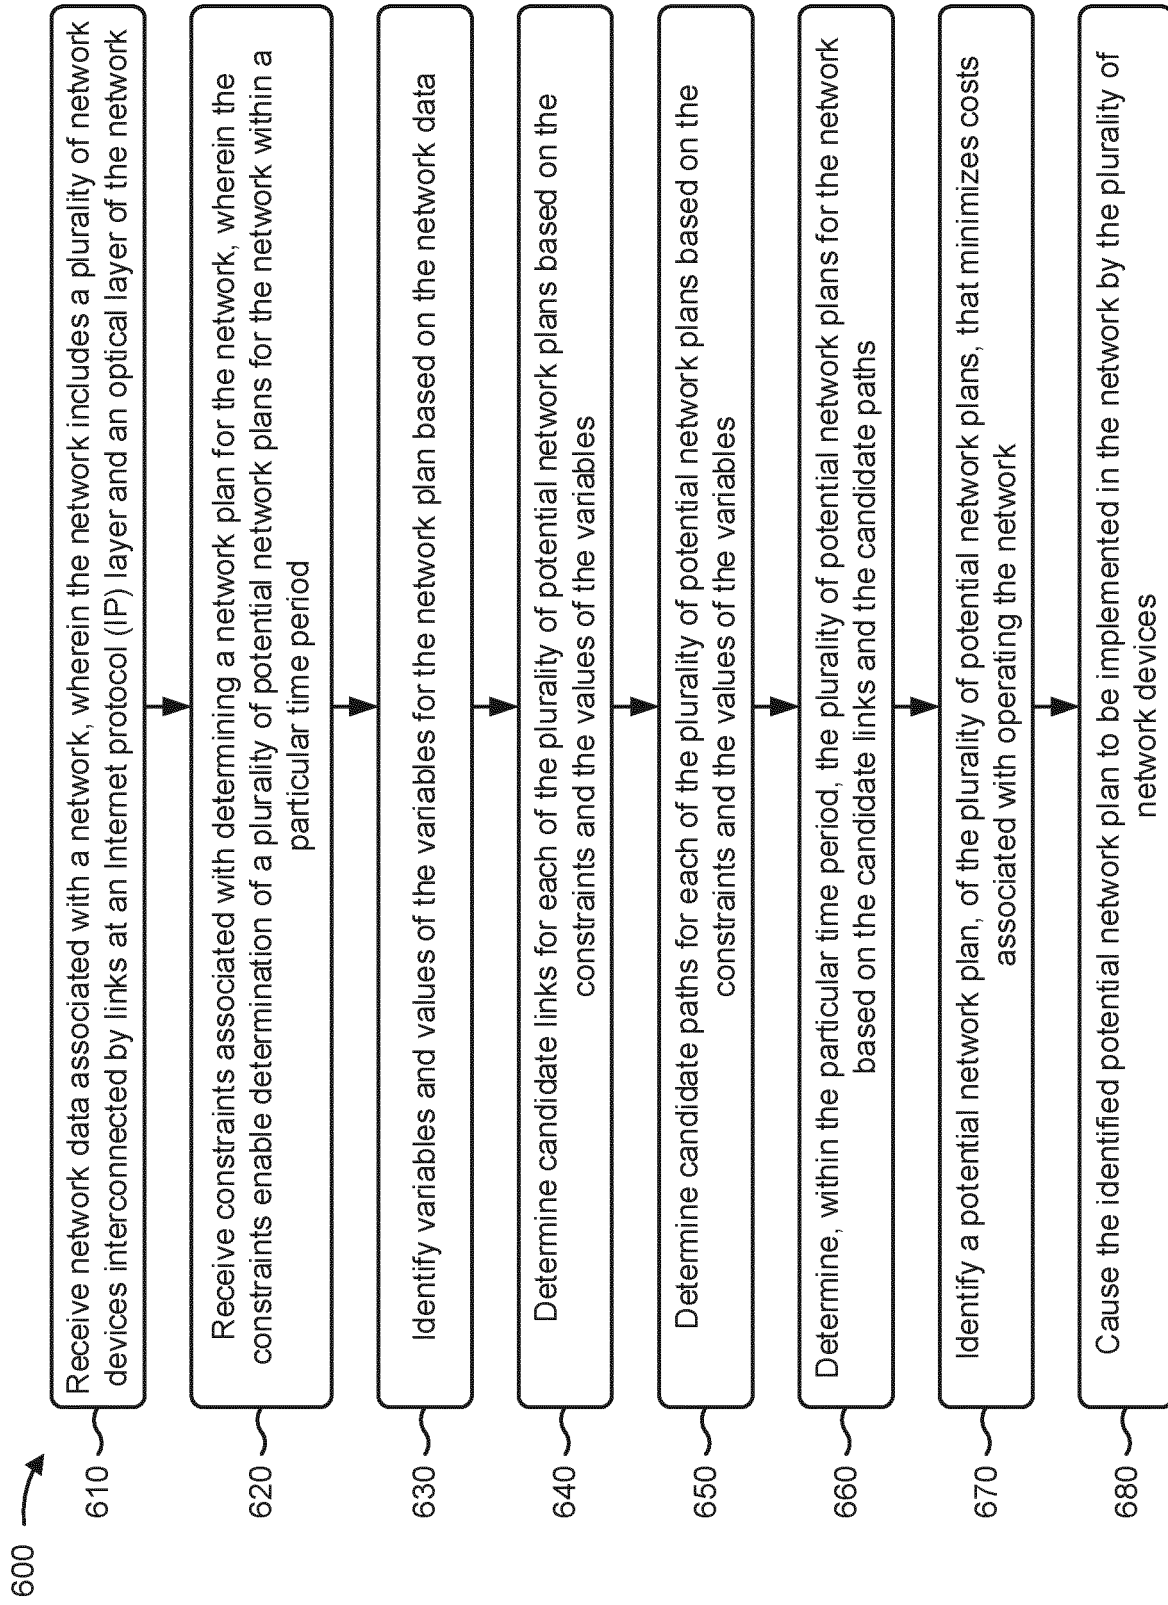 600
610
Receive network data associated with a network, wherein the network includes a plurality of network
devices interconnected by links at an Internet protocol (IP) layer and an optical layer of the network
620
Receive constraints associated with determining a network plan for the network, wherein the
constraints enable determination of a plurality of potential network plans for the network within a
particular time period
630
Identify variables and values of the variables for the network plan based on the network data
640
Determine candidate links for each of the plurality of potential network plans based on the
constraints and the values of the variables
650
Determine candidate paths for each of the plurality of potential network plans based on the
constraints and the values of the variables
660
Determine, within the particular time period, the plurality of potential network plans for the network
based on the candidate links and the candidate paths
670
Identify a potential network plan, of the plurality of potential network plans, that minimizes costs
associated with operating the network
680
Cause the identified potential network plan to be implemented in the network by the plurality of
network devices